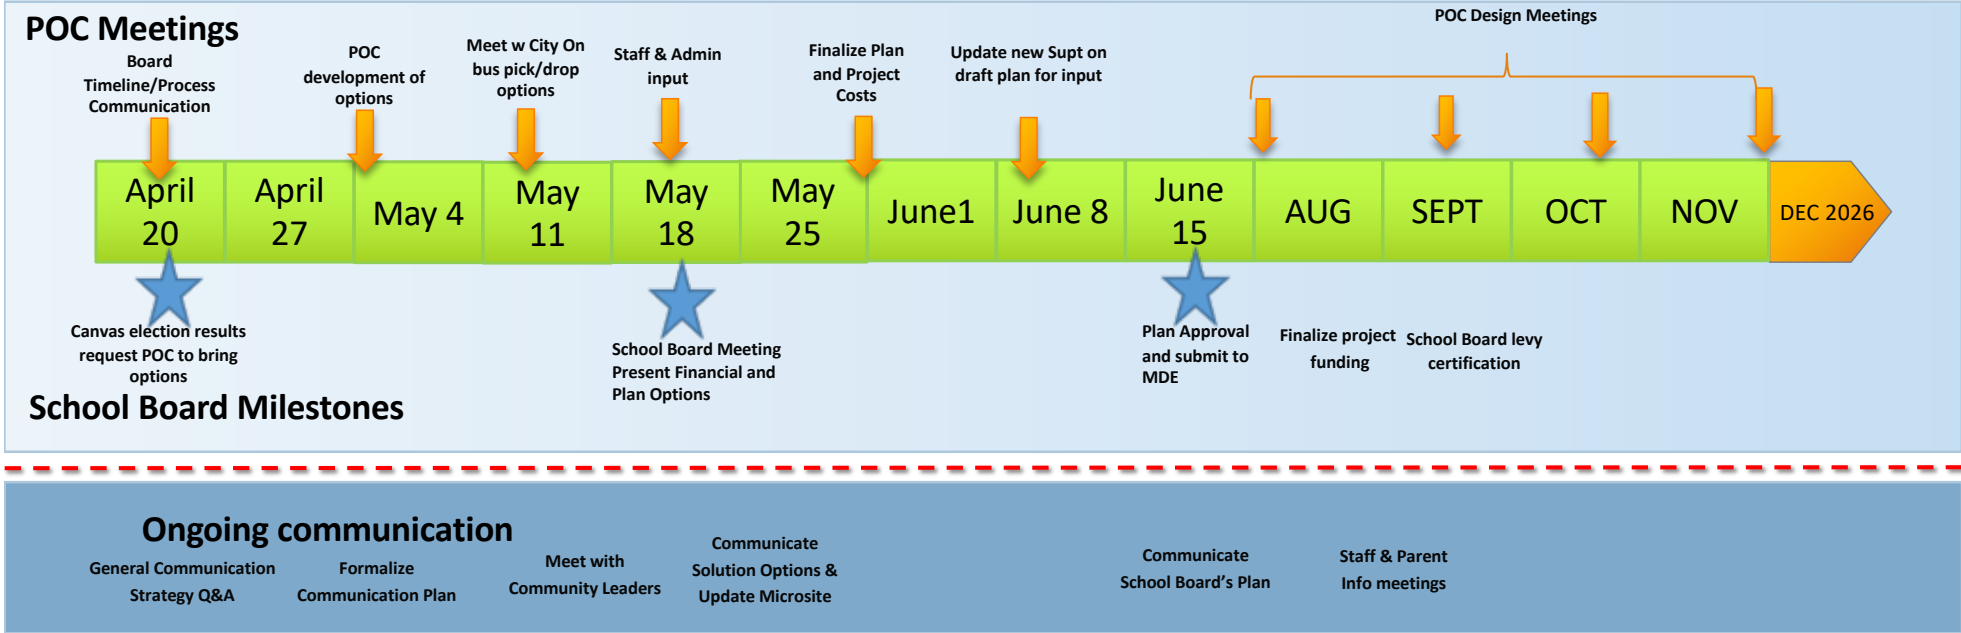 POC Meetings
Board
Timeline/Process
Communication
POC
development of
options
Meet w City On
bus pick/drop
options
Staff & Admin
input
Finalize Plan
and Project
Costs
Update new Supt on
draft plan for input
POC Design Meetings
April
20
April
27
May 4
May
11
May
18
May
25
June1
June 8
June
15
AUG
SEPT
OCT
NOV
DEC 2026
Canvas election results
request POC to bring
options
School Board Meeting
Present Financial and
Plan Options
Plan Approval
and submit to
MDE
Finalize project
funding
School Board levy
certification
School Board Milestones
Ongoing communication
General Communication
Strategy Q&A
Formalize
Communication Plan
Meet with
Community Leaders
Communicate
Solution Options &
Update Microsite
Communicate
School Board’s Plan
Staff & Parent
Info meetings